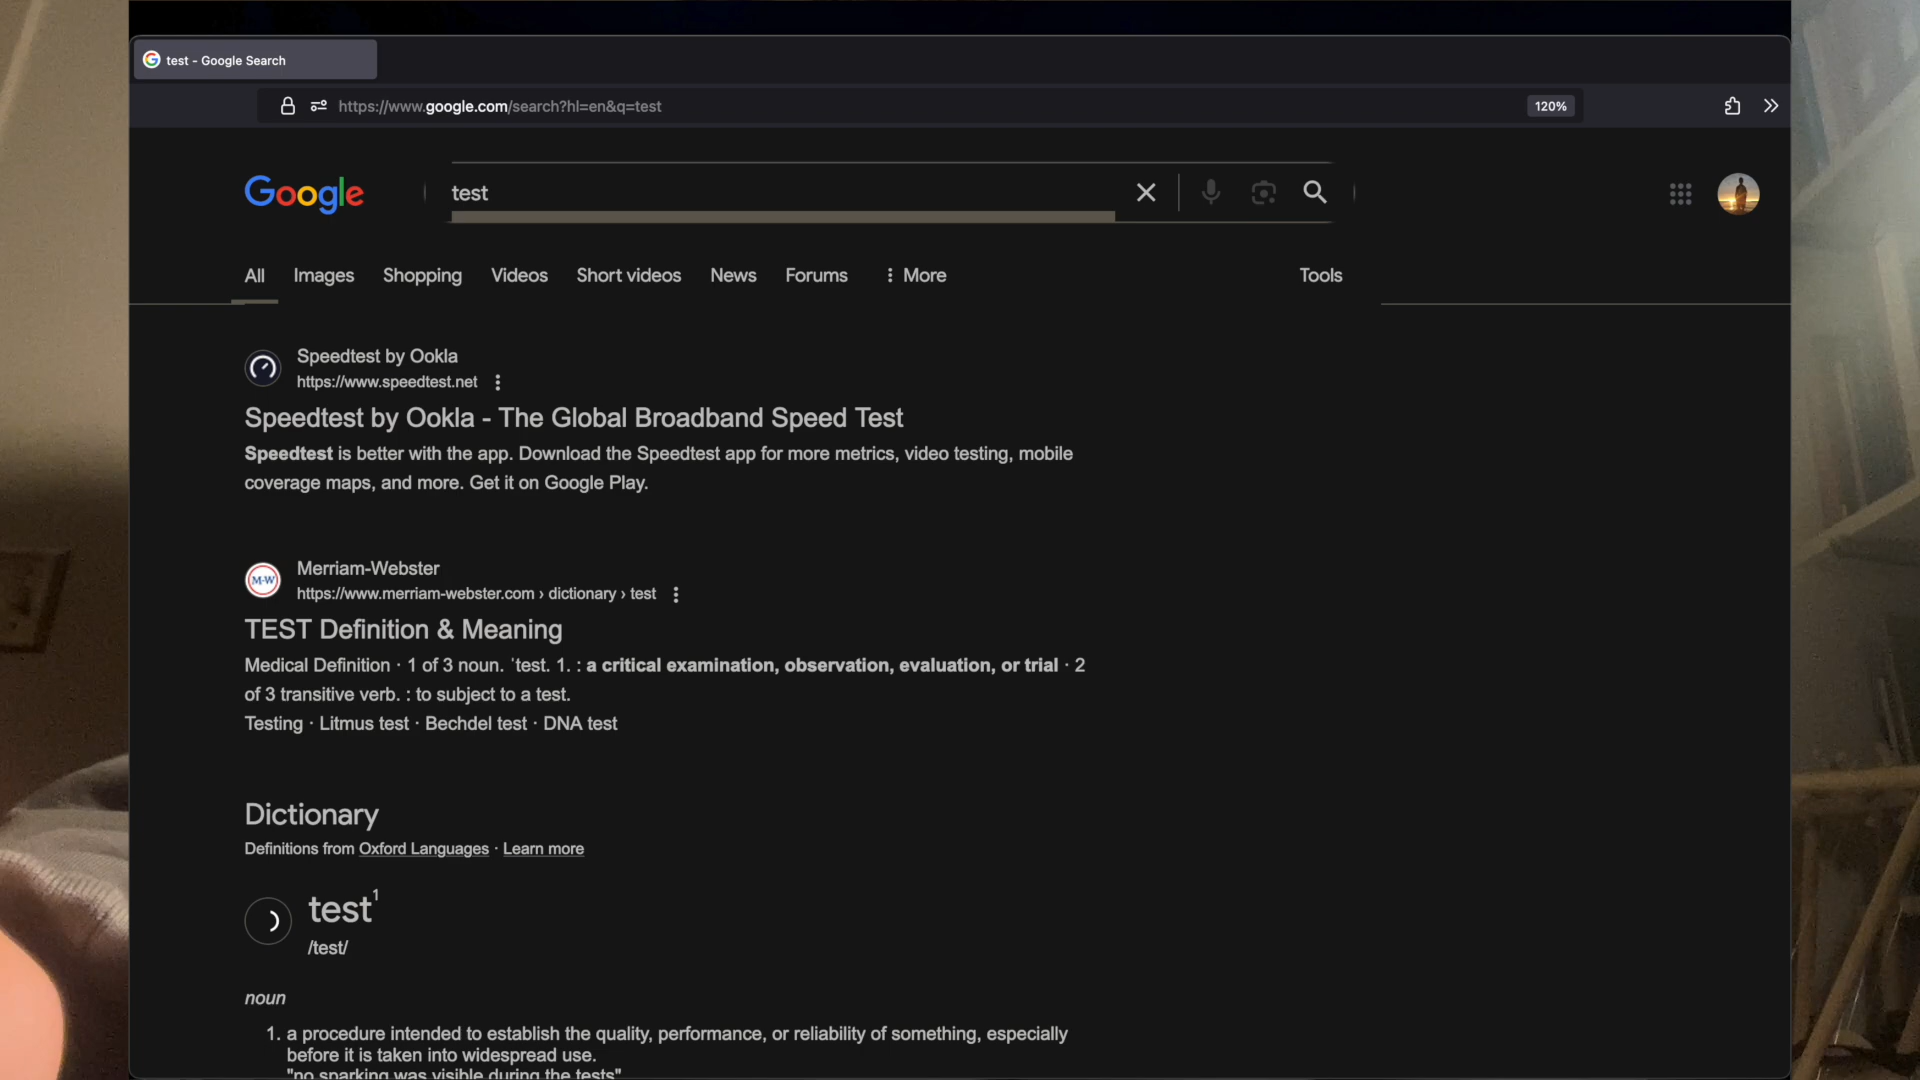 test - Google Search
https://www.google.com/search?hl=en&q=test
120%
Google
test
All Images Shopping Videos Short videos News Forums More Tools
Speedtest by Ookla
https://www.speedtest.net
Speedtest by Ookla - The Global Broadband Speed Test
Speedtest is better with the app. Download the Speedtest app for more metrics, video testing, mobile
coverage maps, and more. Get it on Google Play.
M-W
Merriam-Webster
https://www.merriam-webster.com › dictionary › test
TEST Definition & Meaning
Medical Definition · 1 of 3 noun. ˈtest. 1. : a critical examination, observation, evaluation, or trial · 2
of 3 transitive verb. : to subject to a test.
Testing · Litmus test · Bechdel test · DNA test
Dictionary
Definitions from Oxford Languages · Learn more
test¹
/test/
noun
1. a procedure intended to establish the quality, performance, or reliability of something, especially
before it is taken into widespread use.
"no sparking was visible during the tests"